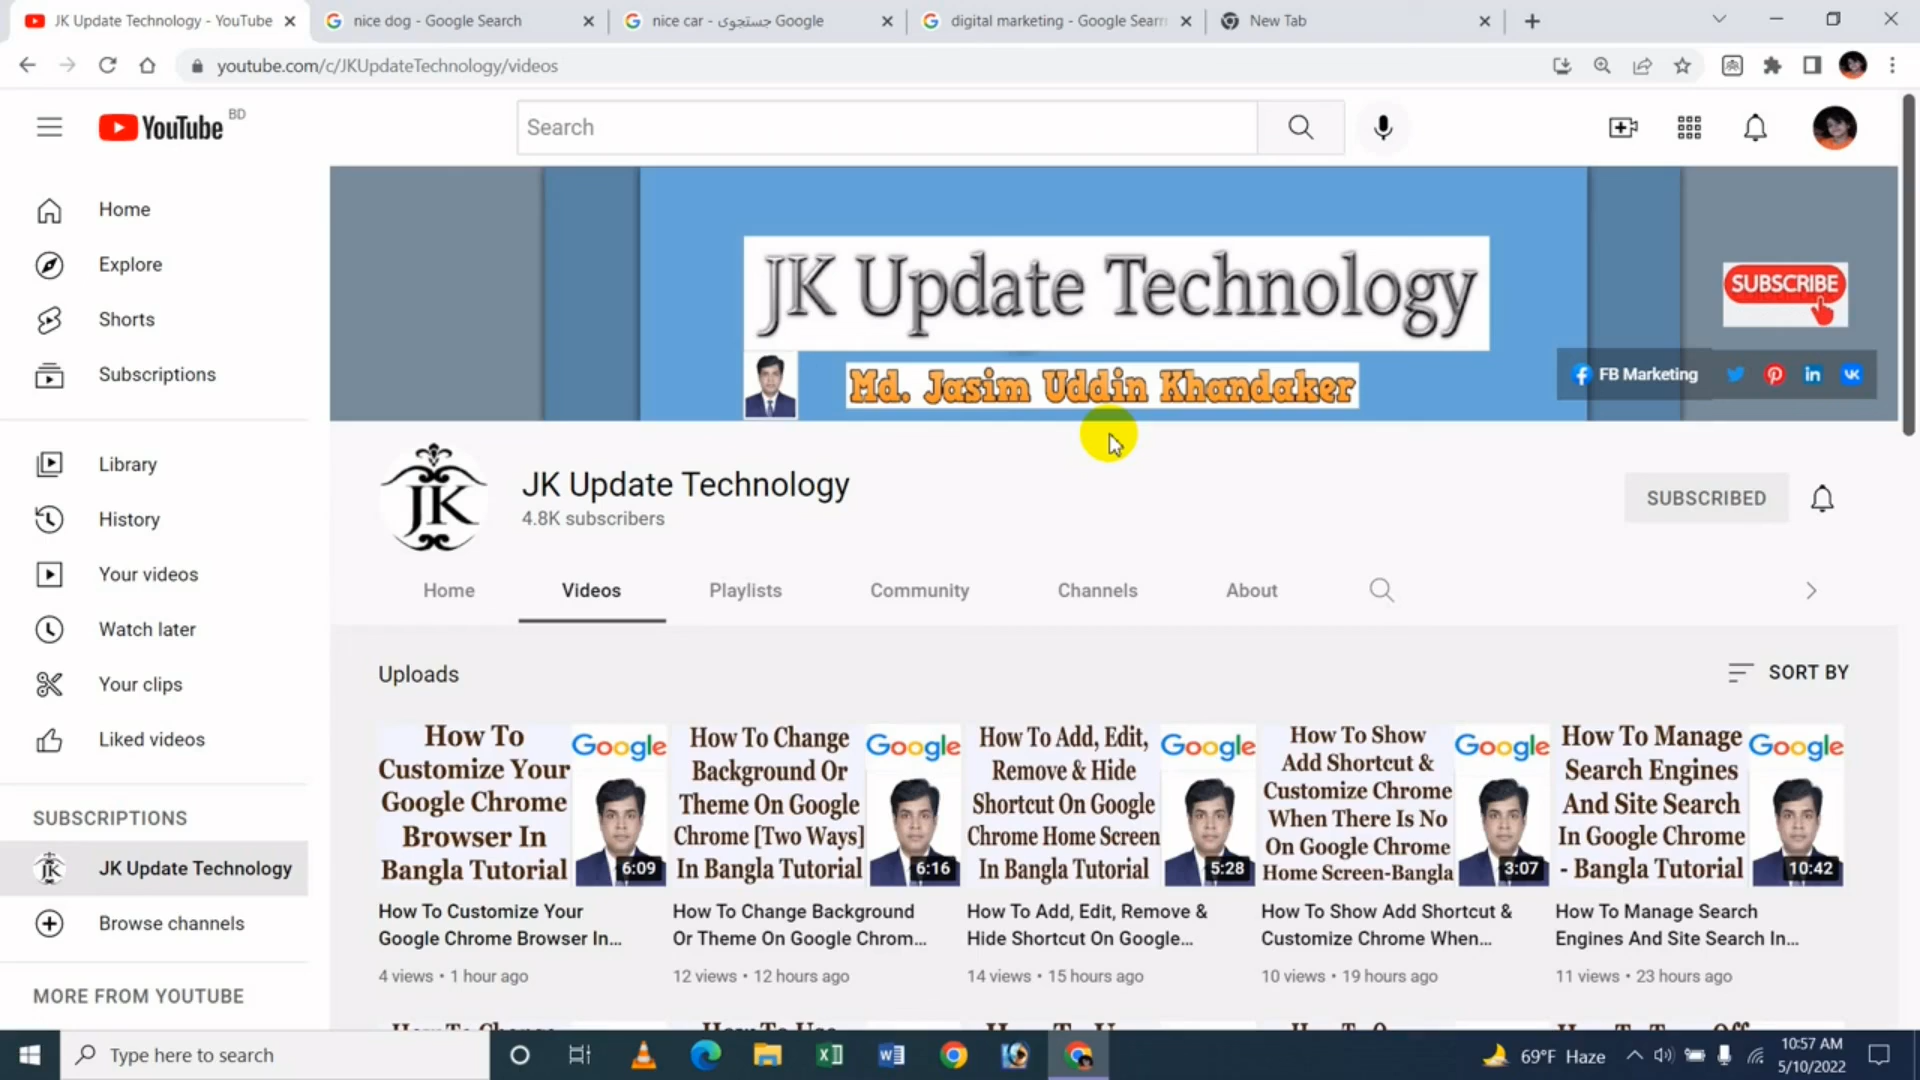 JK Update Technology - YouTube
nice dog - Google Search
nice car - جستجوی Google
digital marketing - Google Sear
New Tab
youtube.com/c/JKUpdateTechnology/videos
YouTube BD
Search
Home
Explore
Shorts
Subscriptions
Library
History
Your videos
Watch later
Your clips
Liked videos
SUBSCRIPTIONS
JK Update Technology
Browse channels
MORE FROM YOUTUBE
JK Update Technology
Md. Jasim Uddin Khandaker
SUBSCRIBE
FB Marketing
JK
JK Update Technology
4.8K subscribers
SUBSCRIBED
Home
Videos
Playlists
Community
Channels
About
Uploads
SORT BY
How To
Customize Your
Google Chrome
Browser In
Bangla Tutorial
Google
6:09
How To Customize Your
Google Chrome Browser In...
4 views • 1 hour ago
How To Change
Background Or
Theme On Google
Chrome [Two Ways]
In Bangla Tutorial
Google
6:16
How To Change Background
Or Theme On Google Chrom...
12 views • 12 hours ago
How To Add, Edit,
Remove & Hide
Shortcut On Google
Chrome Home Screen
In Bangla Tutorial
Google
5:28
How To Add, Edit, Remove &
Hide Shortcut On Google...
14 views • 15 hours ago
How To Show
Add Shortcut &
Customize Chrome
When There Is No
On Google Chrome
Home Screen-Bangla
Google
3:07
How To Show Add Shortcut &
Customize Chrome When...
10 views • 19 hours ago
How To Manage
Search Engines
And Site Search
In Google Chrome
- Bangla Tutorial
Google
10:42
How To Manage Search
Engines And Site Search In...
11 views • 23 hours ago
Type here to search
69°F Haze
10:57 AM
5/10/2022